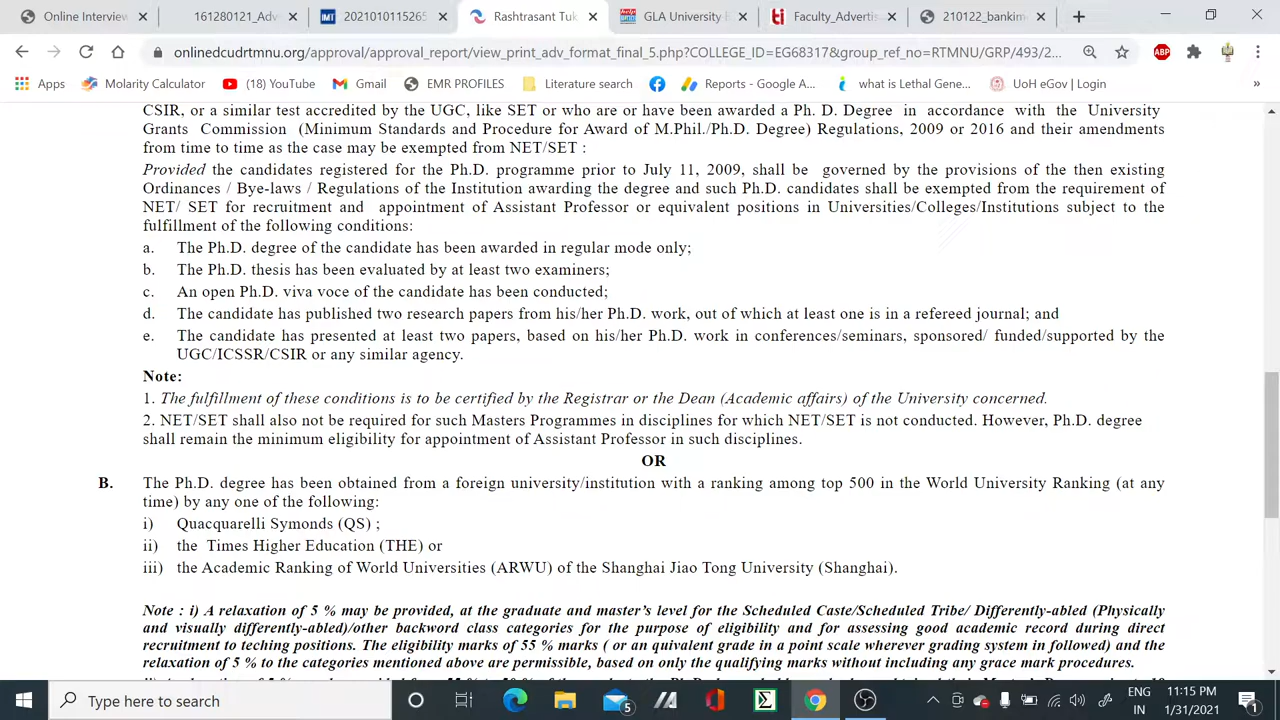 OnlineInterview
1612801741_Adv
IMT 20210101152​65
Rashtrasant Tuk
GLA University
Faculty_Advertis
210122_bankim
onlinedcudrtmnu.org/approval/approval_report/view_print_adv_format_final_5.php?COLLEGE_ID=EG68317&group_ref_no=RTMNU/GRP/493/2...
ABP
Apps Molarity Calculator (18) YouTube Gmail EMR PROFILES Literature search Reports - Google A... what is Lethal Gene... UoH eGov | Login »
CSIR, or a similar test accredited by the UGC, like SET or who are or have been awarded a Ph. D. Degree in accordance with the University
Grants Commission (Minimum Standards and Procedure for Award of M.Phil./Ph.D. Degree) Regulations, 2009 or 2016 and their amendments
from time to time as the case may be exempted from NET/SET :
Provided the candidates registered for the Ph.D. programme prior to July 11, 2009, shall be governed by the provisions of the then existing
Ordinances / Bye-laws / Regulations of the Institution awarding the degree and such Ph.D. candidates shall be exempted from the requirement of
NET/ SET for recruitment and appointment of Assistant Professor or equivalent positions in Universities/Colleges/Institutions subject to the
fulfillment of the following conditions:
a. The Ph.D. degree of the candidate has been awarded in regular mode only;
b. The Ph.D. thesis has been evaluated by at least two examiners;
c. An open Ph.D. viva voce of the candidate has been conducted;
d. The candidate has published two research papers from his/her Ph.D. work, out of which at least one is in a refereed journal; and
e. The candidate has presented at least two papers, based on his/her Ph.D. work in conferences/seminars, sponsored/ funded/supported by the
UGC/ICSSR/CSIR or any similar agency.
Note:
1. The fulfillment of these conditions is to be certified by the Registrar or the Dean (Academic affairs) of the University concerned.
2. NET/SET shall also not be required for such Masters Programmes in disciplines for which NET/SET is not conducted. However, Ph.D. degree
shall remain the minimum eligibility for appointment of Assistant Professor in such disciplines.
OR
B. The Ph.D. degree has been obtained from a foreign university/institution with a ranking among top 500 in the World University Ranking (at any
time) by any one of the following:
i) Quacquarelli Symonds (QS) ;
ii) the Times Higher Education (THE) or
iii) the Academic Ranking of World Universities (ARWU) of the Shanghai Jiao Tong University (Shanghai).
Note : i) A relaxation of 5 % may be provided, at the graduate and master's level for the Scheduled Caste/Scheduled Tribe/ Differently-abled (Physically
and visually differently-abled)/other backword class categories for the purpose of eligibility and for assessing good academic record during direct
recruitment to teching positions. The eligibility marks of 55 % marks ( or an quivalent grade in a point scale wherever grading system in followed) and the
relaxation of 5 % to the categories mentioned above are permissible, based on only the qualifying marks without including any grace mark procedures.
Type here to search
5
ENG
IN
11:15 PM
1/31/2021
1